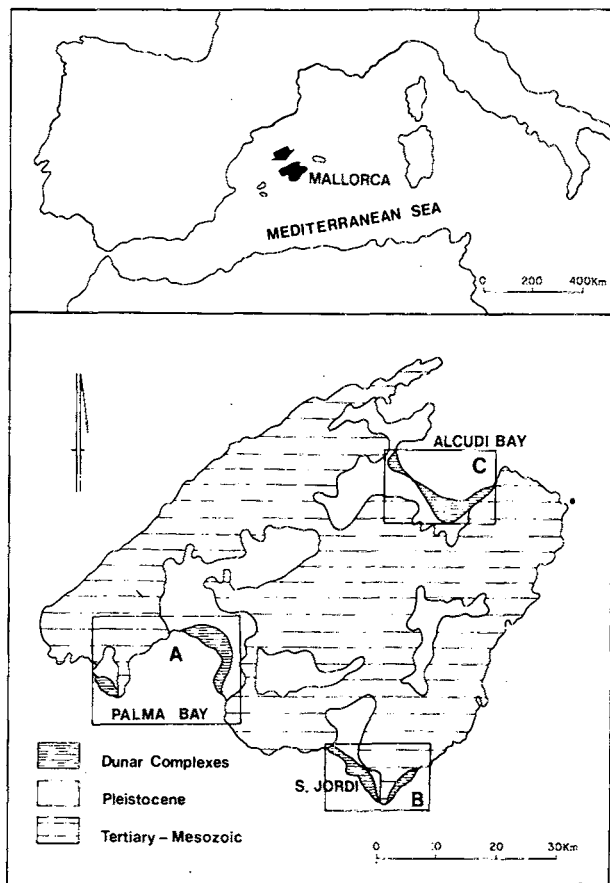 MALLORCA
MEDITERRANEAN SEA
0 200 400Km
ALCUDI BAY
C
A
PALMA BAY
S. JORDI
B
Dunar Complexes
Pleistocene
Tertiary – Mesozoic
0 10 20 30Km